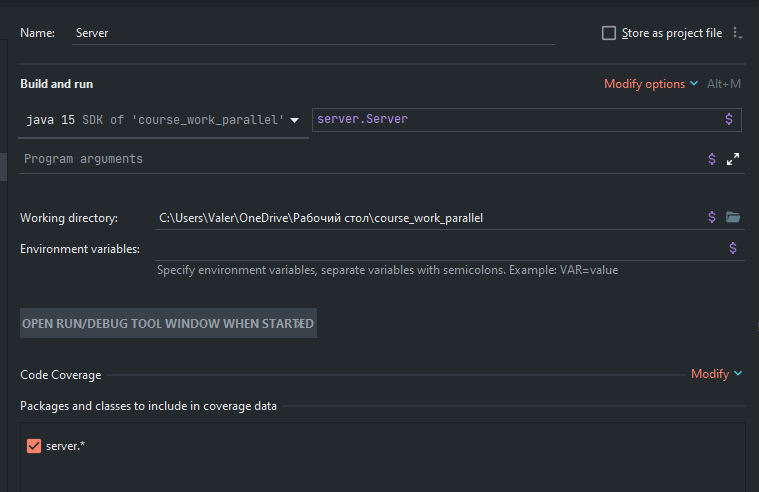 Name: Server Store as project file
Build and run Modify options Alt+M
java 15 SDK of 'course_work_parallel' server.Server $
Program arguments $
Working directory: C:\Users\Valer\OneDrive\Рабочий стол\course_work_parallel $
Environment variables: $
Specify environment variables, separate variables with semicolons. Example: VAR=value
OPEN RUN/DEBUG TOOL WINDOW WHEN STARTED
Code Coverage Modify
Packages and classes to include in coverage data
server.*